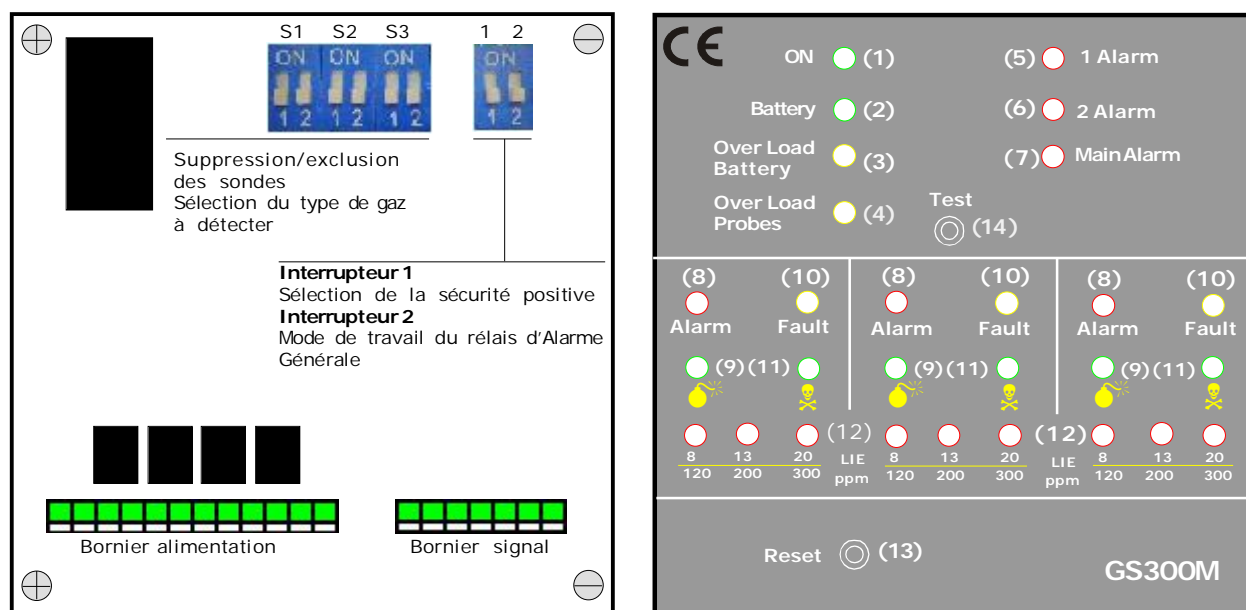 S1 S2 S3 1 2
ON ON ON ON
1 2 1 2 1 2 1 2
Suppression/exclusion
des sondes
Sélection du type de gaz
à détecter
Interrupteur 1
Sélection de la sécurité positive
Interrupteur 2
Mode de travail du rélais d'Alarme
Générale
Bornier alimentation
Bornier signal
CE
ON (1)
(5) 1 Alarm
Battery (2)
(6) 2 Alarm
Over Load
Battery (3)
(7) Main Alarm
Over Load
Probes (4)
Test
(14)
(8) (10) (8) (10) (8) (10)
Alarm Fault Alarm Fault Alarm Fault
(9) (11) (9) (11) (9) (11)
(12) (12)
8 13 20 LIE 8 13 20 LIE 8 13 20
120 200 300 ppm 120 200 300 ppm 120 200 300
Reset (13)
GS300M